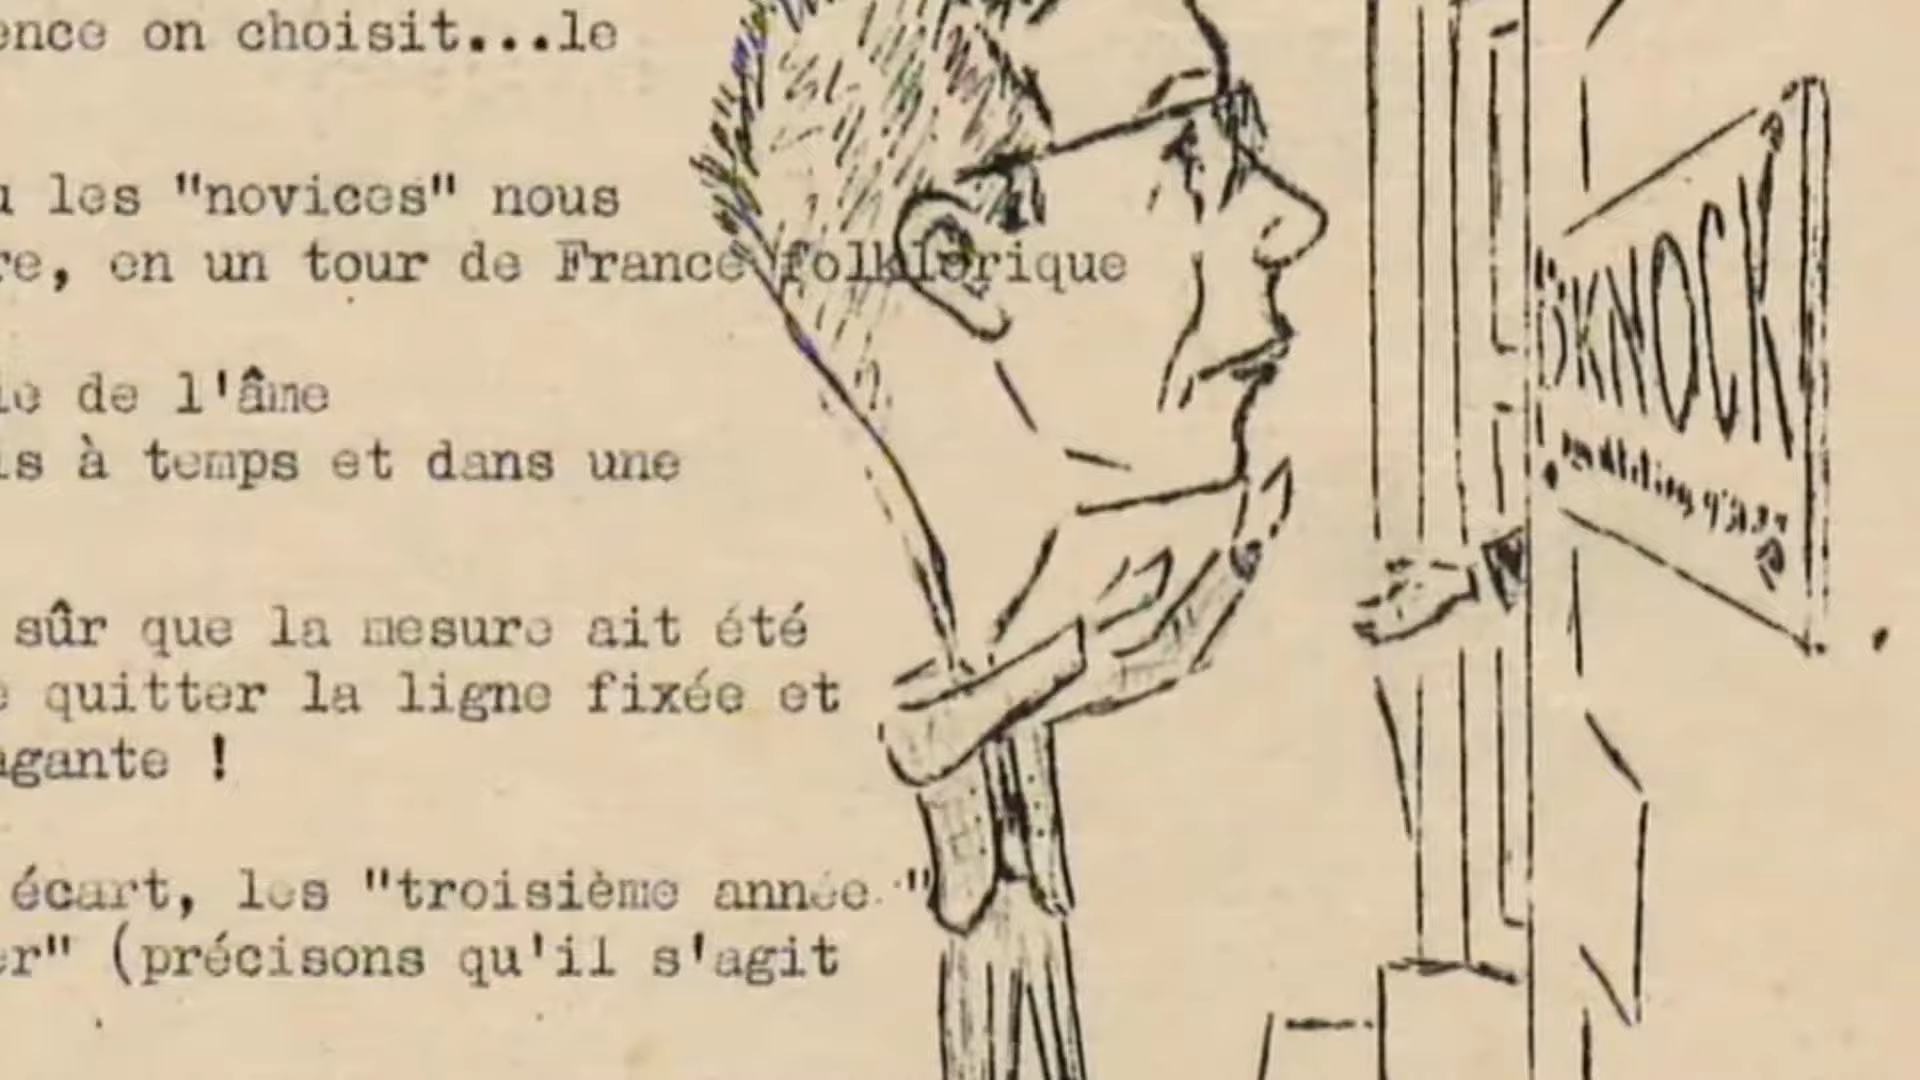 ence on choisit...le
les "novices" nous
re, en un tour de France folklorique
de l'âme
à temps et dans une
sûr que la mesure ait été
quitter la ligne fixée et
agante !
écart, les "troisième année "
er" (précisons qu'il s'agit
KNOCK